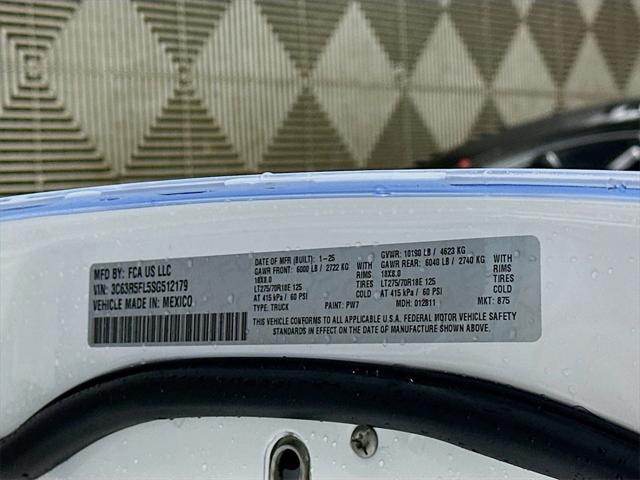 MFD BY: FCA US LLC
VIN: 3C63R5FL5SG512179
VEHICLE MADE IN: MEXICO
DATE OF MFR (BUILT): 1-25
GAWR FRONT: 6000 LB / 2722 KG WITH
18X8.0 RIMS
LT275/70R18E 125 TIRES
AT 415 kPa / 60 PSI COLD
GVWR: 10190 LB / 4623 KG
GAWR REAR: 6040 LB / 2740 KG WITH
18X8.0 RIMS
LT275/70R18E 125 TIRES
AT 415 kPa / 60 PSI COLD
TYPE: TRUCK PAINT: PW7 MDH: 012811 MKT: 875
THIS VEHICLE CONFORMS TO ALL APPLICABLE U.S.A. FEDERAL MOTOR VEHICLE SAFETY
STANDARDS IN EFFECT ON THE DATE OF MANUFACTURE SHOWN ABOVE.